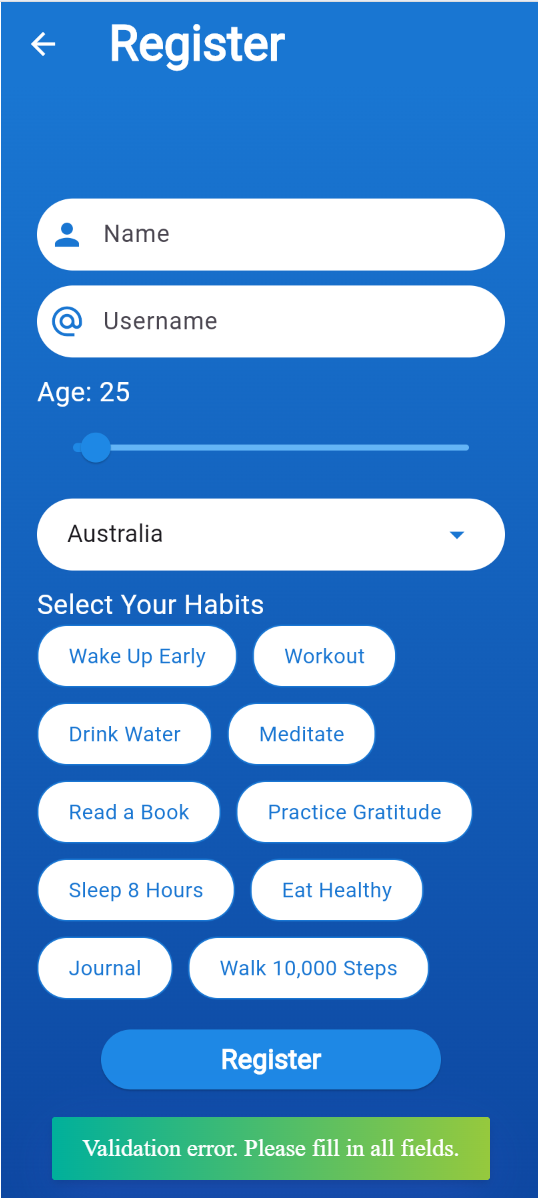 Register
Name
Username
Age: 25
Australia
Select Your Habits
Wake Up Early Workout
Drink Water Meditate
Read a Book Practice Gratitude
Sleep 8 Hours Eat Healthy
Journal Walk 10,000 Steps
Register
Validation error. Please fill in all fields.